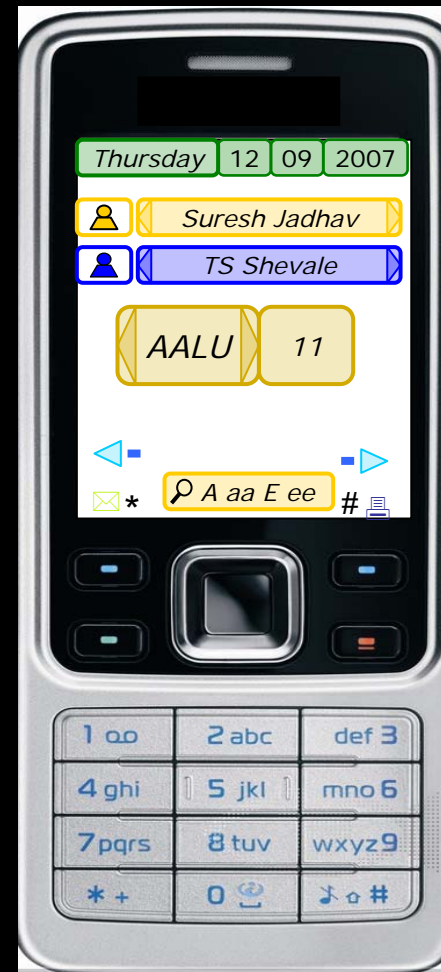 Thursday 12 09 2007
Suresh Jadhav
TS Shevale
AALU 11
A aa E ee
* #
1 2 abc def 3
4 ghi 5 jkl mno 6
7 pqrs 8 tuv wxyz 9
* + 0 #